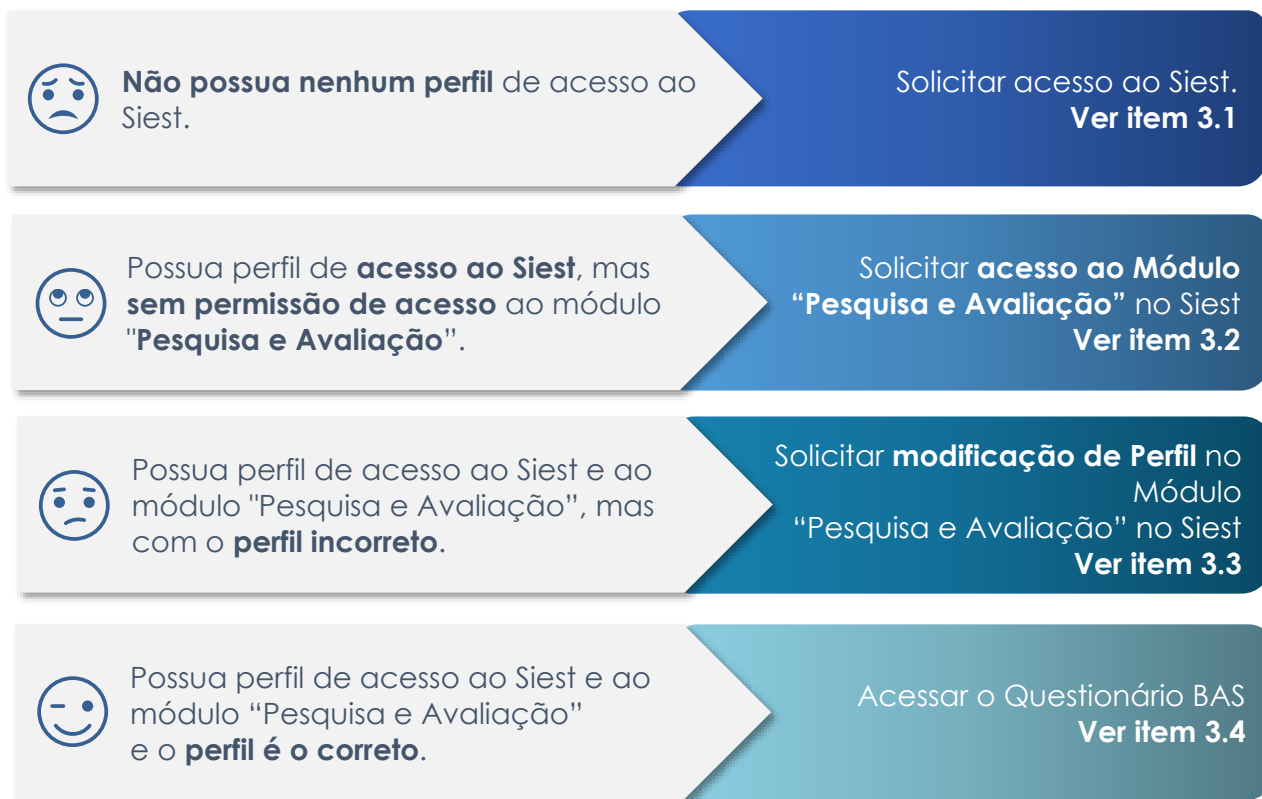 Não possua nenhum perfil de acesso ao
Siest.
Solicitar acesso ao Siest.
Ver item 3.1
Possua perfil de acesso ao Siest, mas
sem permissão de acesso ao módulo
"Pesquisa e Avaliação”.
Solicitar acesso ao Módulo
“Pesquisa e Avaliação” no Siest
Ver item 3.2
Possua perfil de acesso ao Siest e ao
módulo "Pesquisa e Avaliação”, mas
com o perfil incorreto.
Solicitar modificação de Perfil no
Módulo
“Pesquisa e Avaliação” no Siest
Ver item 3.3
Possua perfil de acesso ao Siest e ao
módulo “Pesquisa e Avaliação”
e o perfil é o correto.
Acessar o Questionário BAS
Ver item 3.4